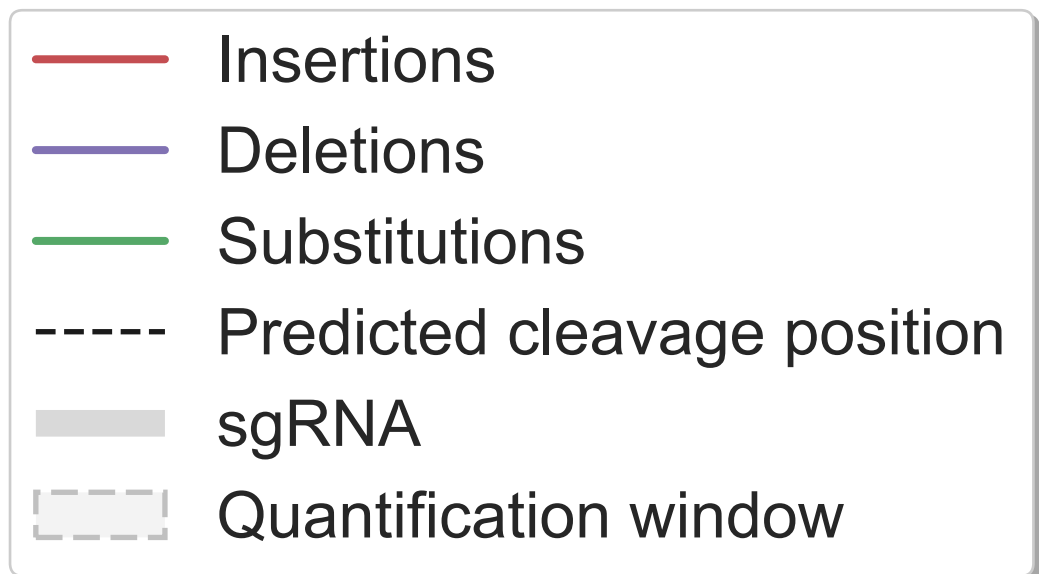 Insertions
Deletions
Substitutions
Predicted cleavage position
sgRNA
Quantification window